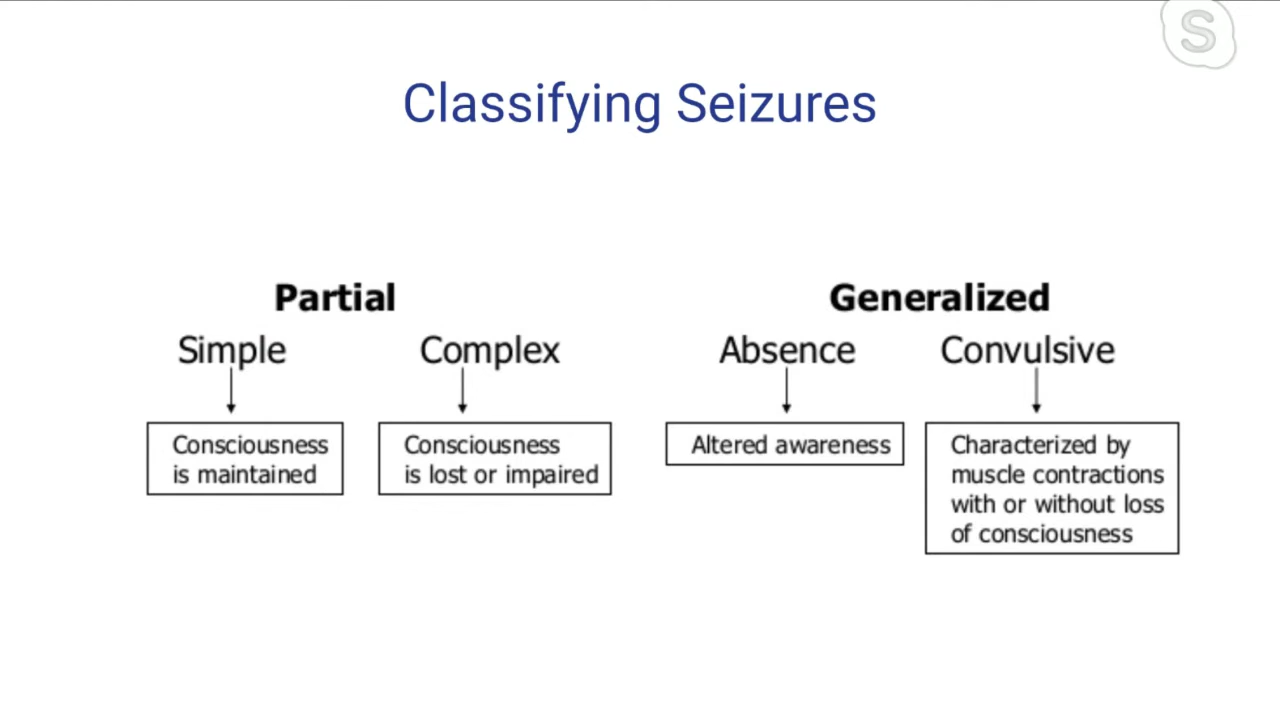 S
Classifying Seizures
Partial
Simple
Complex
Consciousness
is maintained
Consciousness
is lost or impaired
Generalized
Absence
Convulsive
Altered awareness
Characterized by
muscle contractions
with or without loss
of consciousness